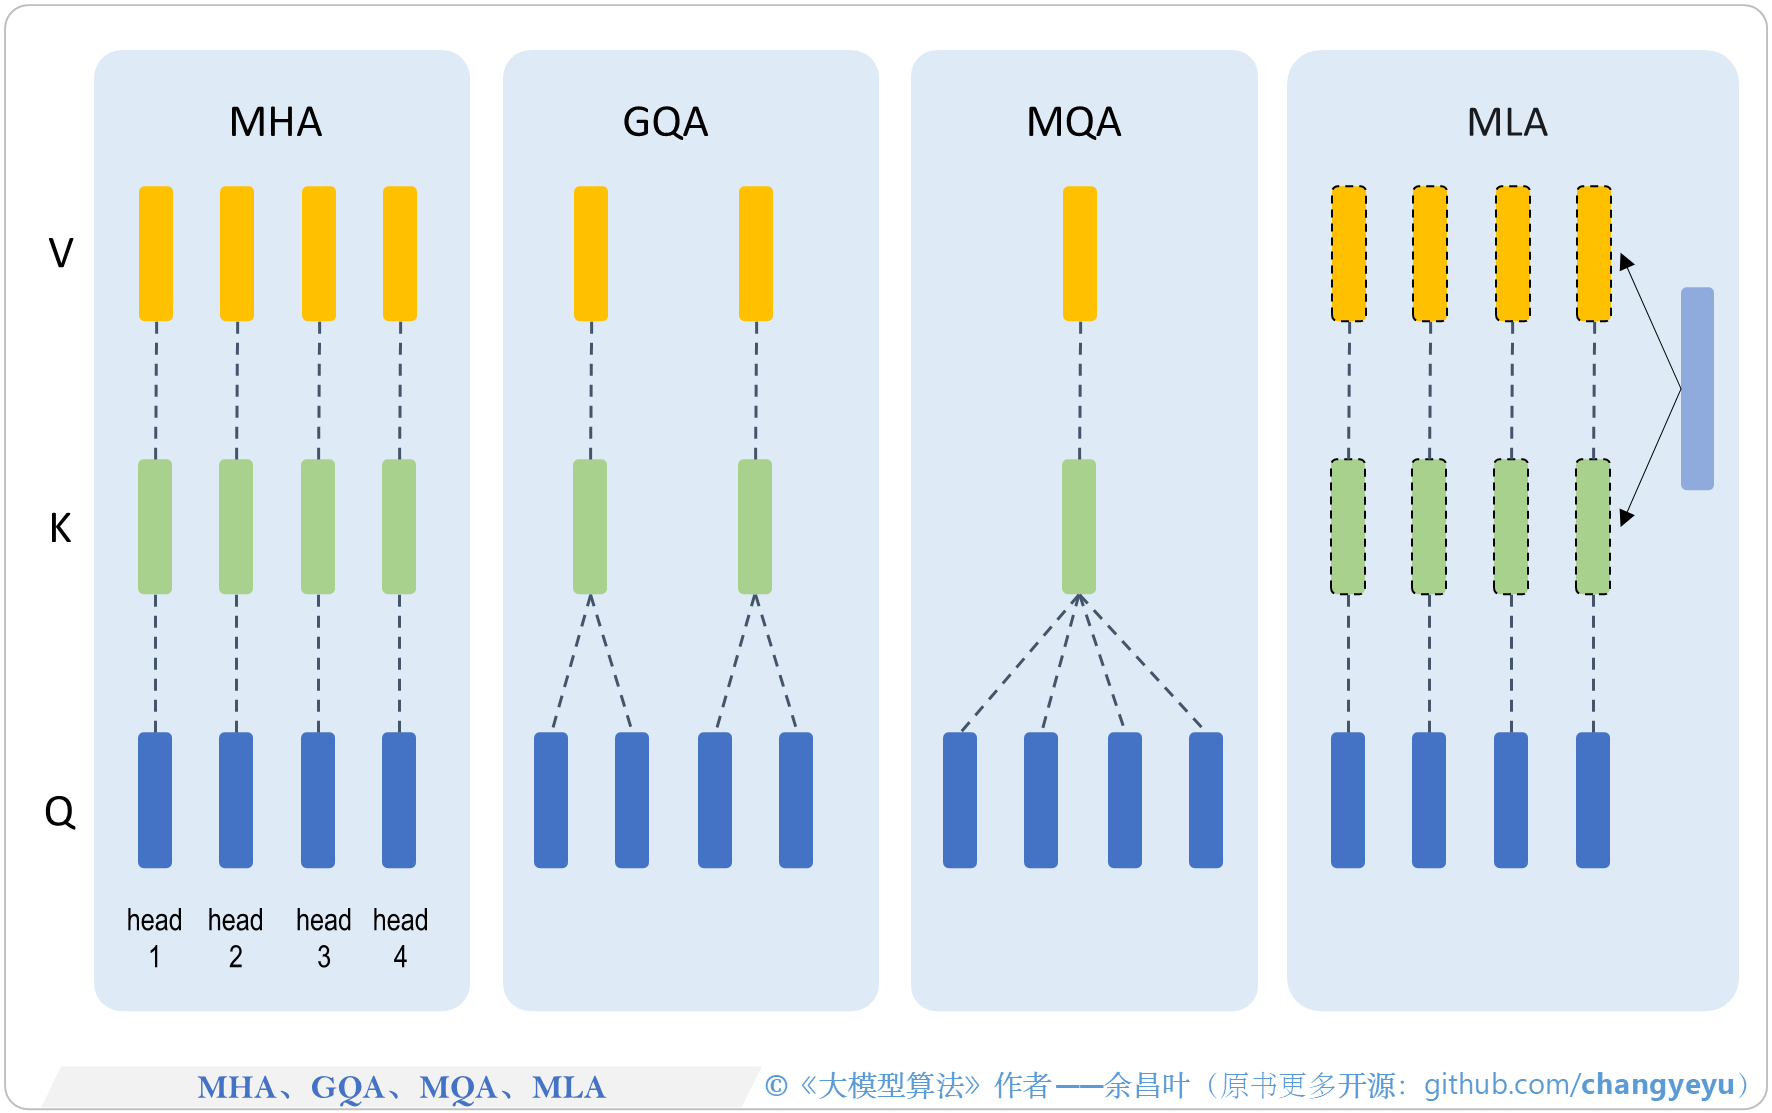 MHA
GQA
MQA
MLA
V
K
Q
head 1
head 2
head 3
head 4
MHA、GQA、MQA、MLA
©《大模型算法》作者——余昌叶（原书更多开源：github.com/changyeyu）